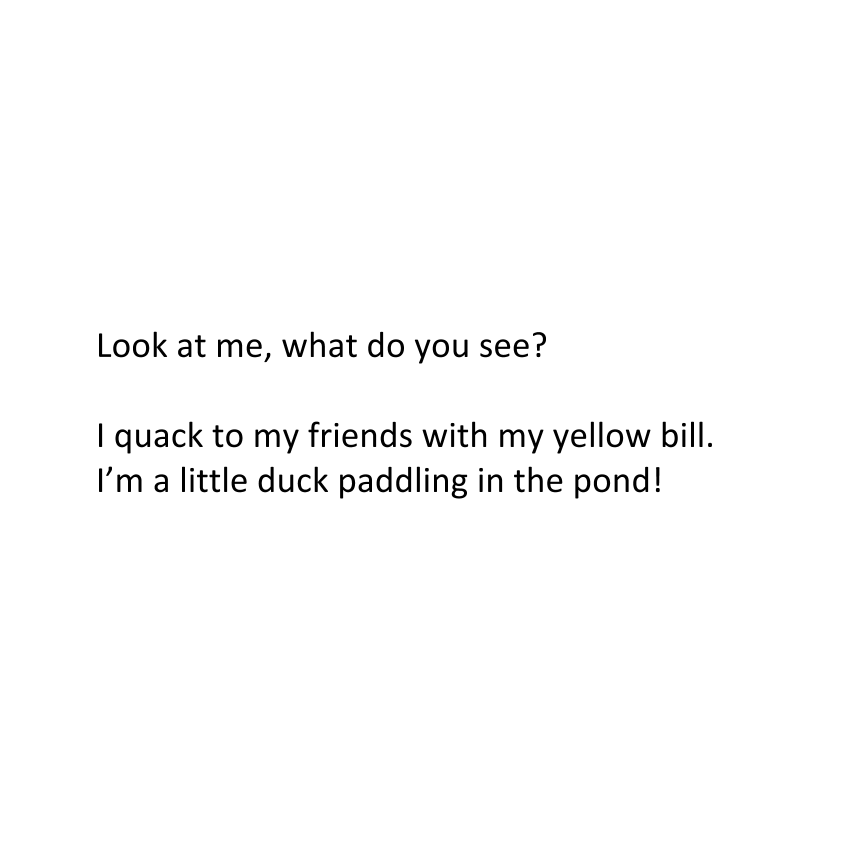 Look at me, what do you see?
I quack to my friends with my yellow bill.
I’m a little duck paddling in the pond!